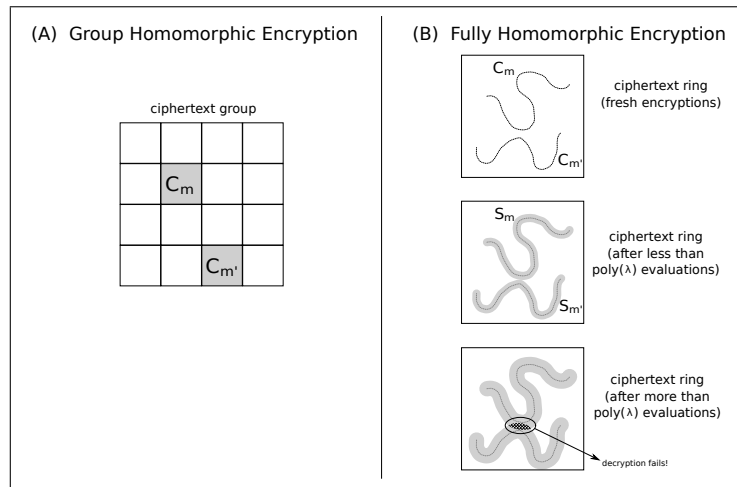 (A) Group Homomorphic Encryption
ciphertext group
Cm
Cm'
(B) Fully Homomorphic Encryption
Cm
Cm'
ciphertext ring
(fresh encryptions)
Sm
Sm'
ciphertext ring
(after less than
poly(λ) evaluations)
ciphertext ring
(after more than
poly(λ) evaluations)
decryption fails!